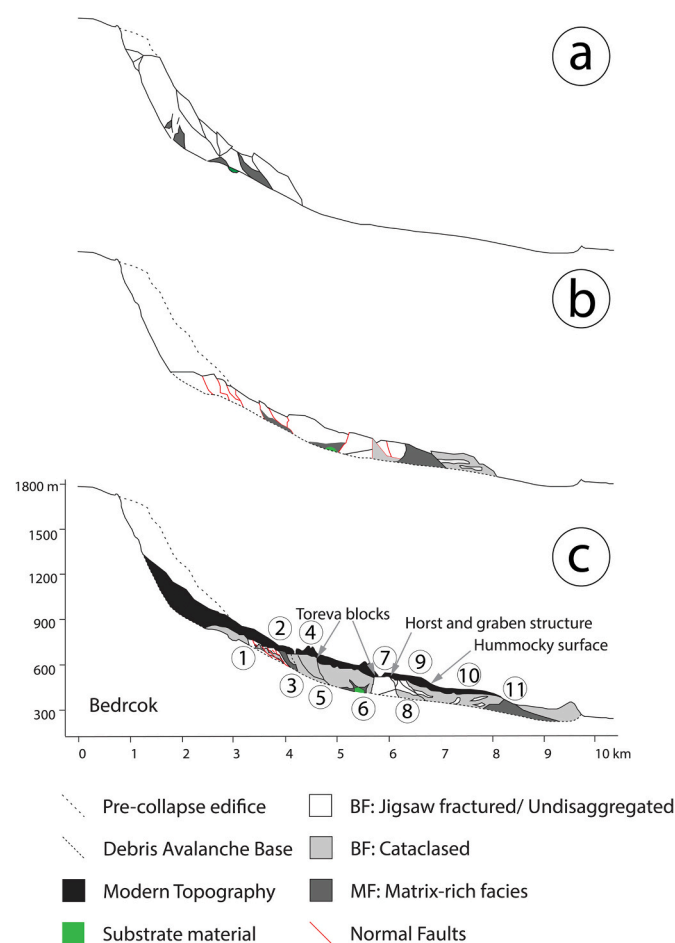 a
b
c
1800 m
1500
1200
900
600
300
Toreva blocks
Horst and graben structure
Hummocky surface
2
4
7
9
10
11
1
3
5
6
8
Bedrcok
0 1 2 3 4 5 6 7 8 9 10 km
Pre-collapse edifice
BF: Jigsaw fractured/ Undisaggregated
Debris Avalanche Base
BF: Cataclased
Modern Topography
MF: Matrix-rich facies
Substrate material
Normal Faults